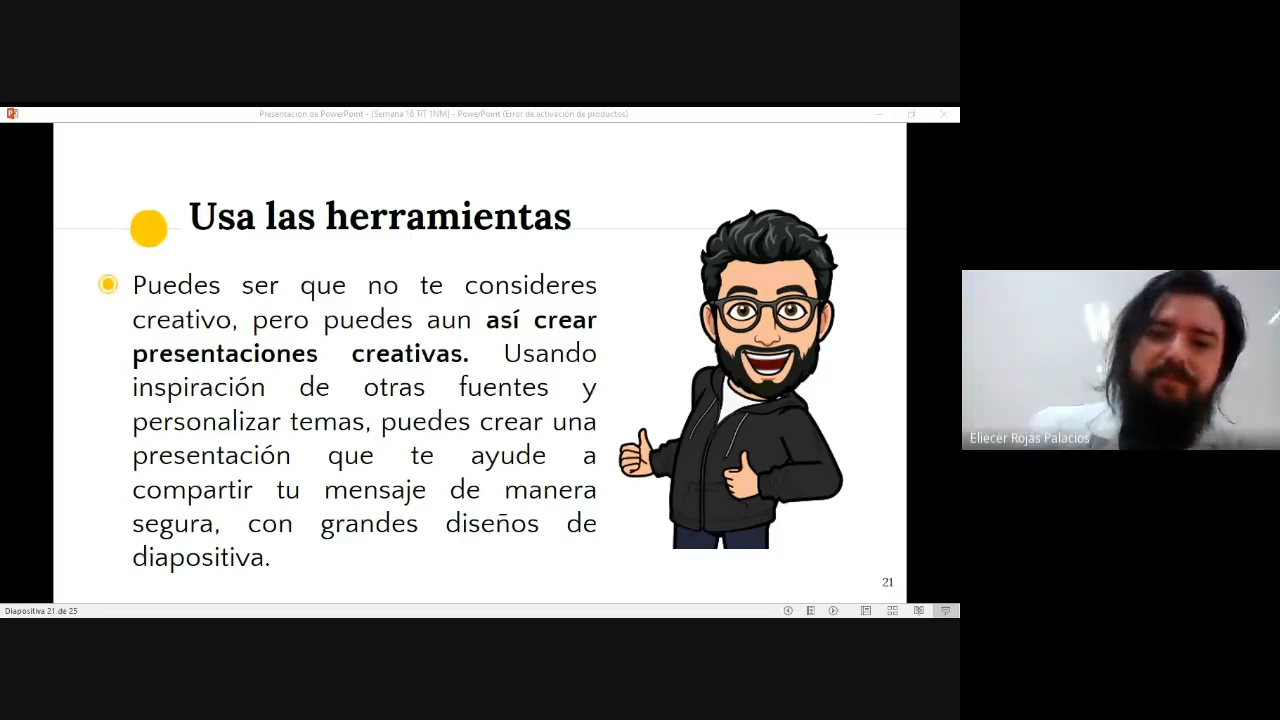 Presentación de PowerPoint - [Semana 16 TIT 1NM] - PowerPoint (Error de activación de productos)
Usa las herramientas
Puedes ser que no te consideres
creativo, pero puedes aun así crear
presentaciones creativas. Usando
inspiración de otras fuentes y
personalizar temas, puedes crear una
presentación que te ayude a
compartir tu mensaje de manera
segura, con grandes diseños de
diapositiva.
21
Diapositiva 21 de 25
Eliecer Rojas Palacios